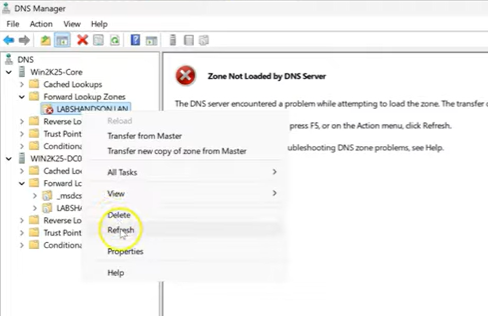 DNS Manager
File Action View Help
DNS
Win2K25-Core
Cached Lookups
Forward Lookup Zones
LABSHANDSON.LAN
Reverse Lo
Trust Point
Conditiona
WIN2K25-DC0
Cached Loo
Forward Lo
_msdcs
LABSHA
Reverse Lo
Trust Point
Conditiona
Reload
Transfer from Master
Transfer new copy of zone from Master
All Tasks
View
Delete
Refresh
Properties
Help
Zone Not Loaded by DNS Server
The DNS server encountered a problem while attempting to load the zone. The transfer o
press F5, or on the Action menu, click Refresh.
ubleshooting DNS zone problems, see Help.